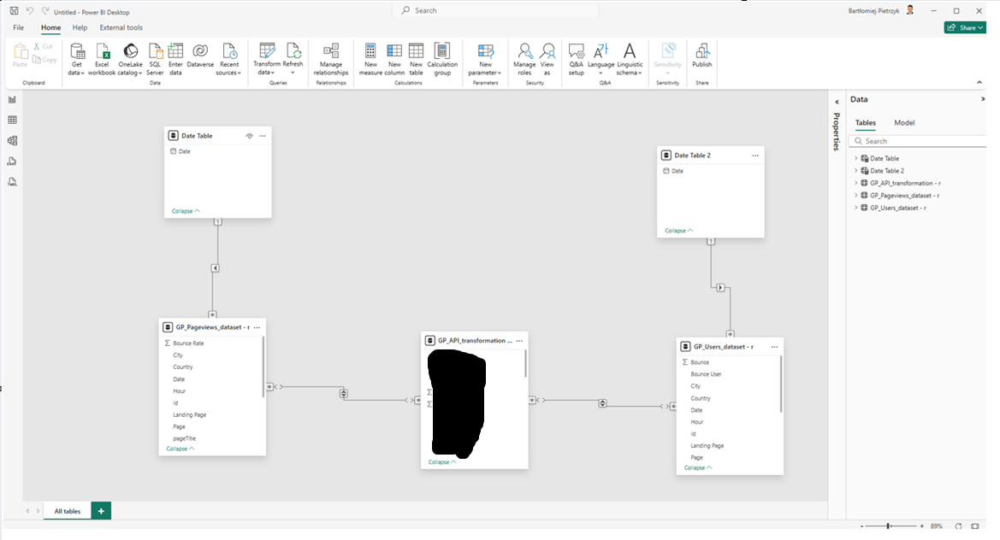 Untitled - Power BI Desktop
Search
Bartłomiej Pietrzyk
File Home Help External tools
Share
Paste
Cut
Copy
Get data
Excel workbook
OneLake catalog
SQL Server
Enter data
Dataverse
Recent sources
Transform data
Refresh
Manage relationships
New measure
New column
New table
Calculation group
New parameter
Manage roles
View as
Q&A setup
Language
Linguistic schema
Sensitivity
Publish
Clipboard
Data
Queries
Relationships
Calculations
Parameters
Security
Q&A
Sensitivity
Share
Date Table
Date
Collapse
1
*
Date Table 2
Date
Collapse
1
*
GP_Pageviews_dataset - r
Σ Bounce Rate
City
Country
Date
Hour
id
Landing Page
Page
pageTitle
Collapse
*
GP_API_transformation ...
Σ
Σ
Collapse
*
*
GP_Users_dataset - r
Σ Bounce
Bounce User
City
Country
Date
Hour
id
Landing Page
Page
Collapse
*
Properties
Data
Tables Model
Search
Date Table
Date Table 2
GP_API_transformation - r
GP_Pageviews_dataset - r
GP_Users_dataset - r
All tables
+
- + 89%